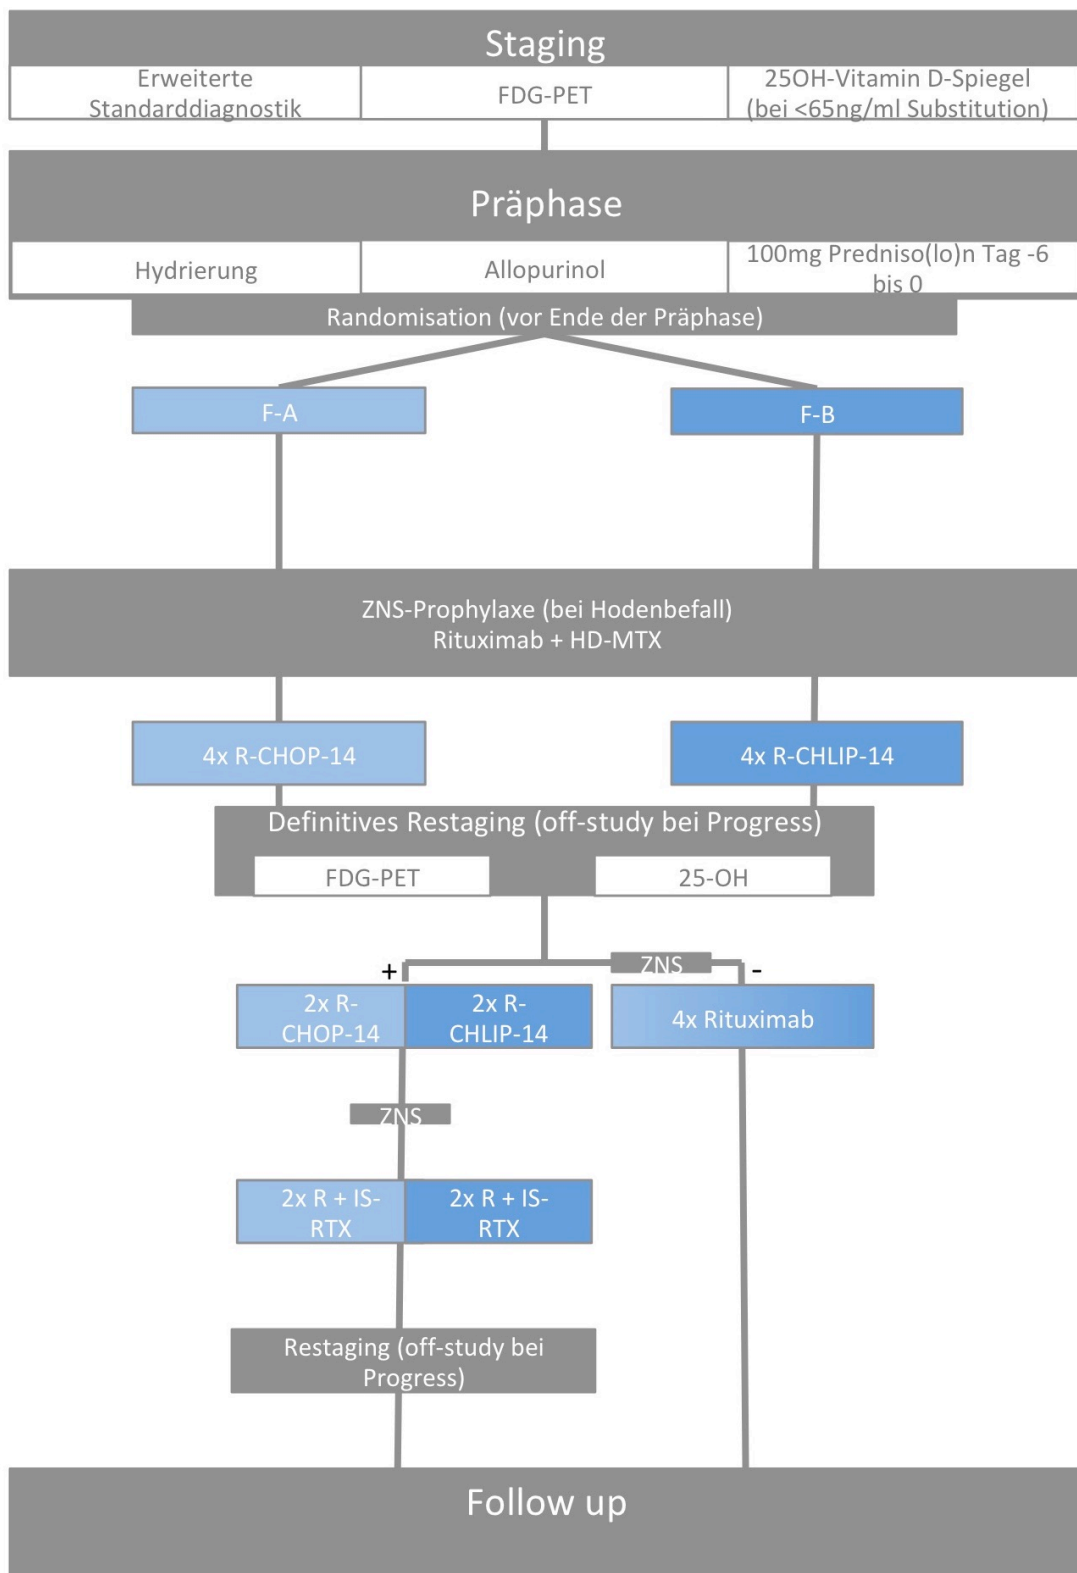 Staging
Erweiterte
Standarddiagnostik
FDG-PET
25OH-Vitamin D-Spiegel
(bei <65ng/ml Substitution)
Präphase
Hydrierung
Allopurinol
100mg Predniso(lo)n Tag -6
bis 0
Randomisation (vor Ende der Präphase)
F-A
F-B
ZNS-Prophylaxe (bei Hodenbefall)
Rituximab + HD-MTX
4x R-CHOP-14
4x R-CHLIP-14
Definitives Restaging (off-study bei Progress)
FDG-PET
25-OH
+
ZNS
-
2x R-
CHOP-14
2x R-
CHLIP-14
4x Rituximab
ZNS
2x R + IS-
RTX
2x R + IS-
RTX
Restaging (off-study bei
Progress)
Follow up